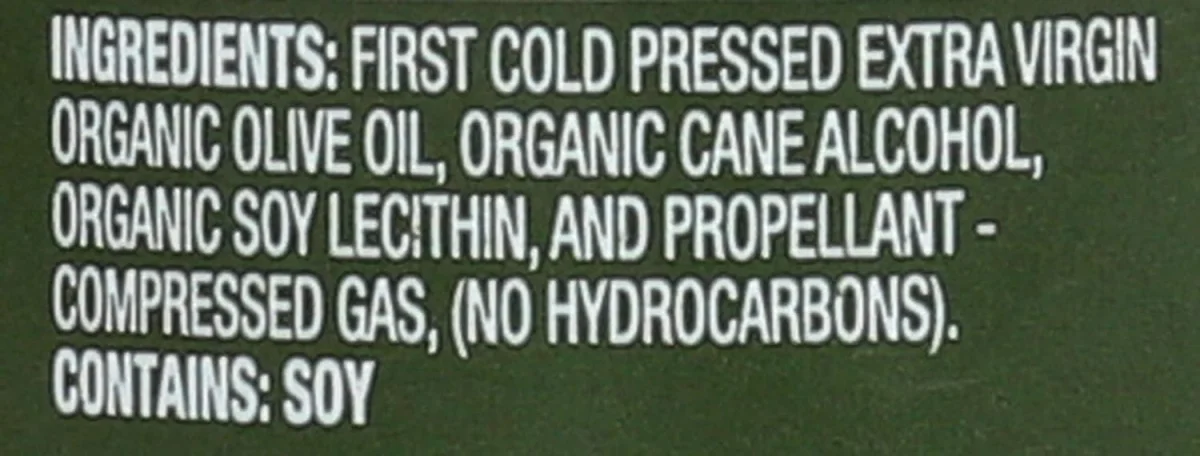 INGREDIENTS: FIRST COLD PRESSED EXTRA VIRGIN
ORGANIC OLIVE OIL, ORGANIC CANE ALCOHOL,
ORGANIC SOY LECITHIN, AND PROPELLANT -
COMPRESSED GAS, (NO HYDROCARBONS).
CONTAINS: SOY